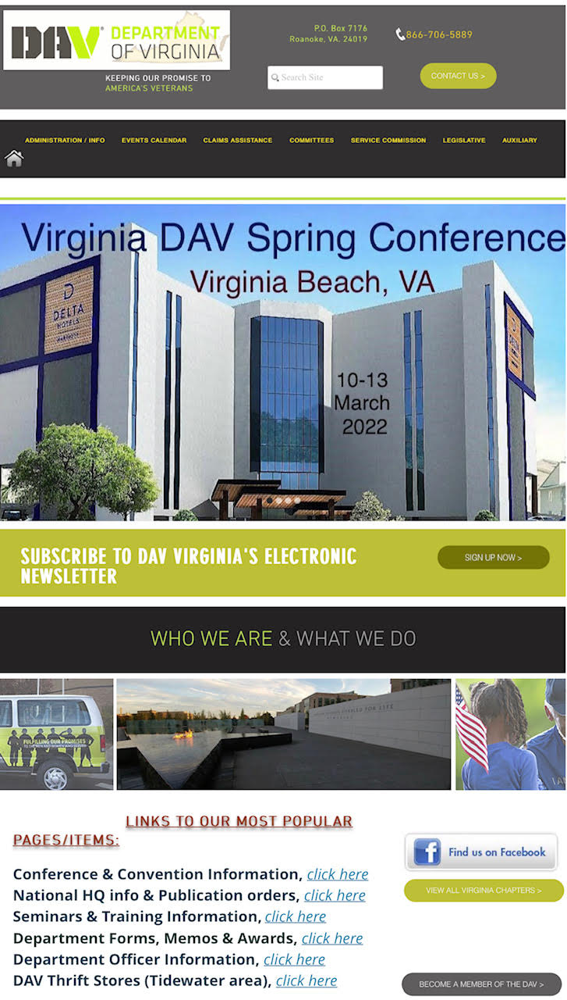 DAV DEPARTMENT
OF VIRGINIA
KEEPING OUR PROMISE TO
AMERICA'S VETERANS
P.O. Box 7176
Roanoke, VA. 24019
866-706-5889
Search Site
CONTACT US >
ADMINISTRATION / INFO EVENTS CALENDAR CLAIMS ASSISTANCE COMMITTEES SERVICE COMMISSION LEGISLATIVE AUXILIARY
Virginia DAV Spring Conference
Virginia Beach, VA
D
DELTA
HOTELS
MARRIOTT
DELTA
10-13
March
2022
SUBSCRIBE TO DAV VIRGINIA'S ELECTRONIC
NEWSLETTER
SIGN UP NOW >
WHO WE ARE & WHAT WE DO
FULFILLING OUR PROMISES
TO THE MEN AND WOMEN WHO SERVED
DISABLED FOR LIFE
LINKS TO OUR MOST POPULAR
PAGES/ITEMS:
Conference & Convention Information, click here
National HQ info & Publication orders, click here
Seminars & Training Information, click here
Department Forms, Memos & Awards, click here
Department Officer Information, click here
DAV Thrift Stores (Tidewater area), click here
Find us on Facebook
VIEW ALL VIRGINIA CHAPTERS >
BECOME A MEMBER OF THE DAV >